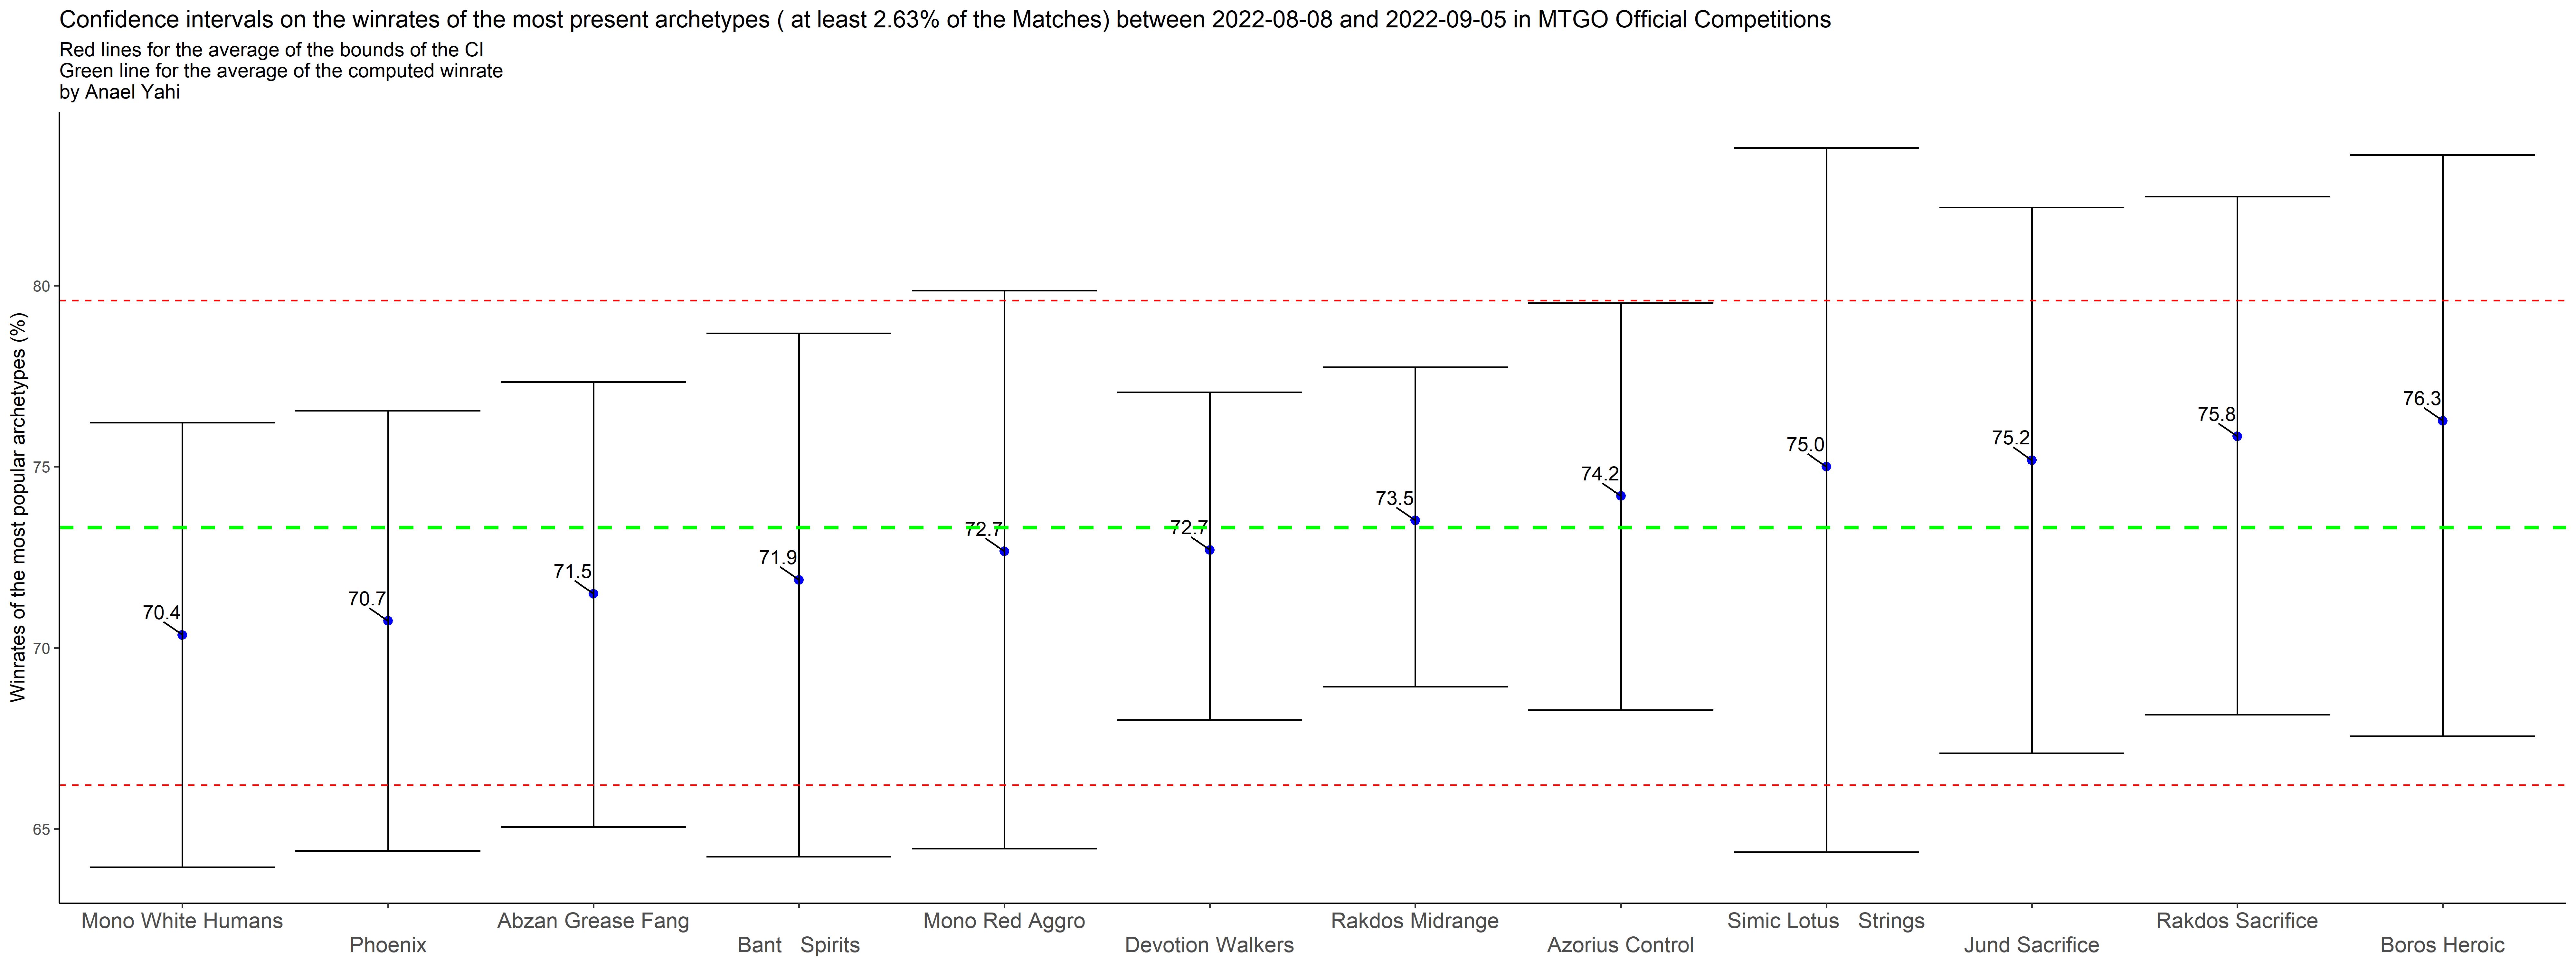 Confidence intervals on the winrates of the most present archetypes ( at least 2.63% of the Matches) between 2022-08-08 and 2022-09-05 in MTGO Official Competitions
Red lines for the average of the bounds of the CI
Green line for the average of the computed winrate
by Anael Yahi
Winrates of the most popular archetypes (%)
80
75
70
65
70.4
70.7
71.5
71.9
72.7
72.7
73.5
74.2
75.0
75.2
75.8
76.3
Mono White Humans
Phoenix
Abzan Grease Fang
Bant   Spirits
Mono Red Aggro
Devotion Walkers
Rakdos Midrange
Azorius Control
Simic Lotus   Strings
Jund Sacrifice
Rakdos Sacrifice
Boros Heroic